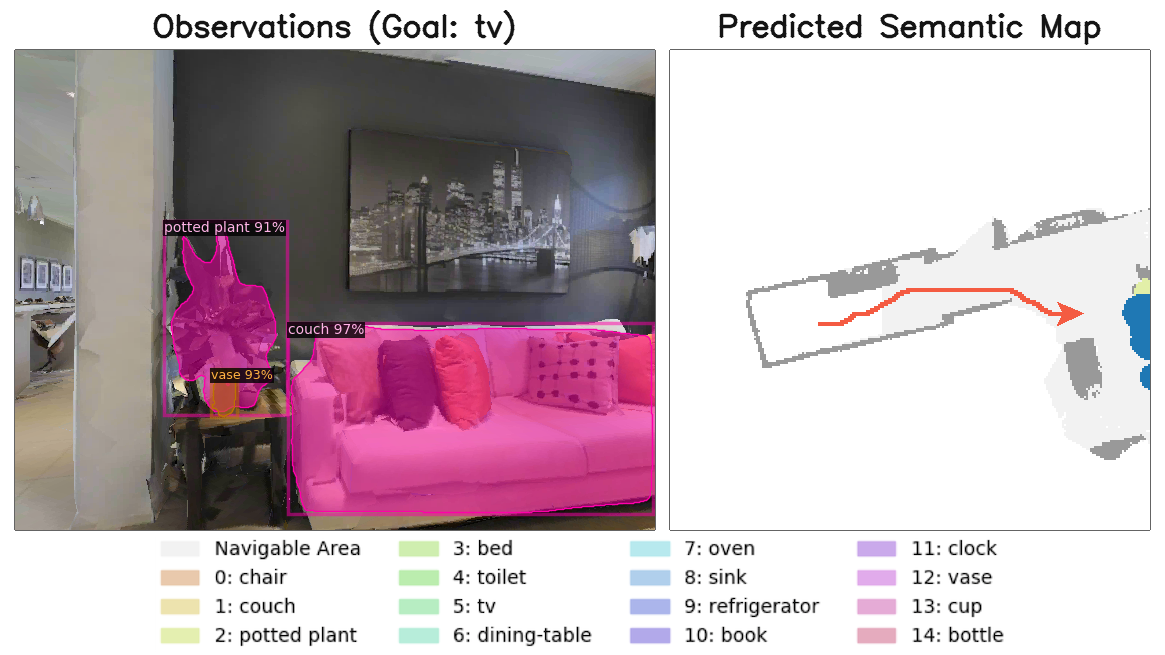 Observations (Goal: tv)
Predicted Semantic Map
potted plant 91%
couch 97%
vase 93%
Navigable Area
0: chair
1: couch
2: potted plant
3: bed
4: toilet
5: tv
6: dining-table
7: oven
8: sink
9: refrigerator
10: book
11: clock
12: vase
13: cup
14: bottle